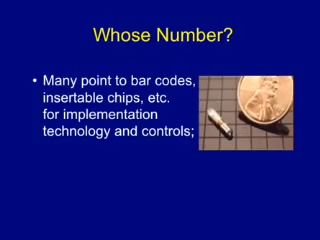 Whose Number?
• Many point to bar codes,
insertable chips, etc.
for implementation
technology and controls;